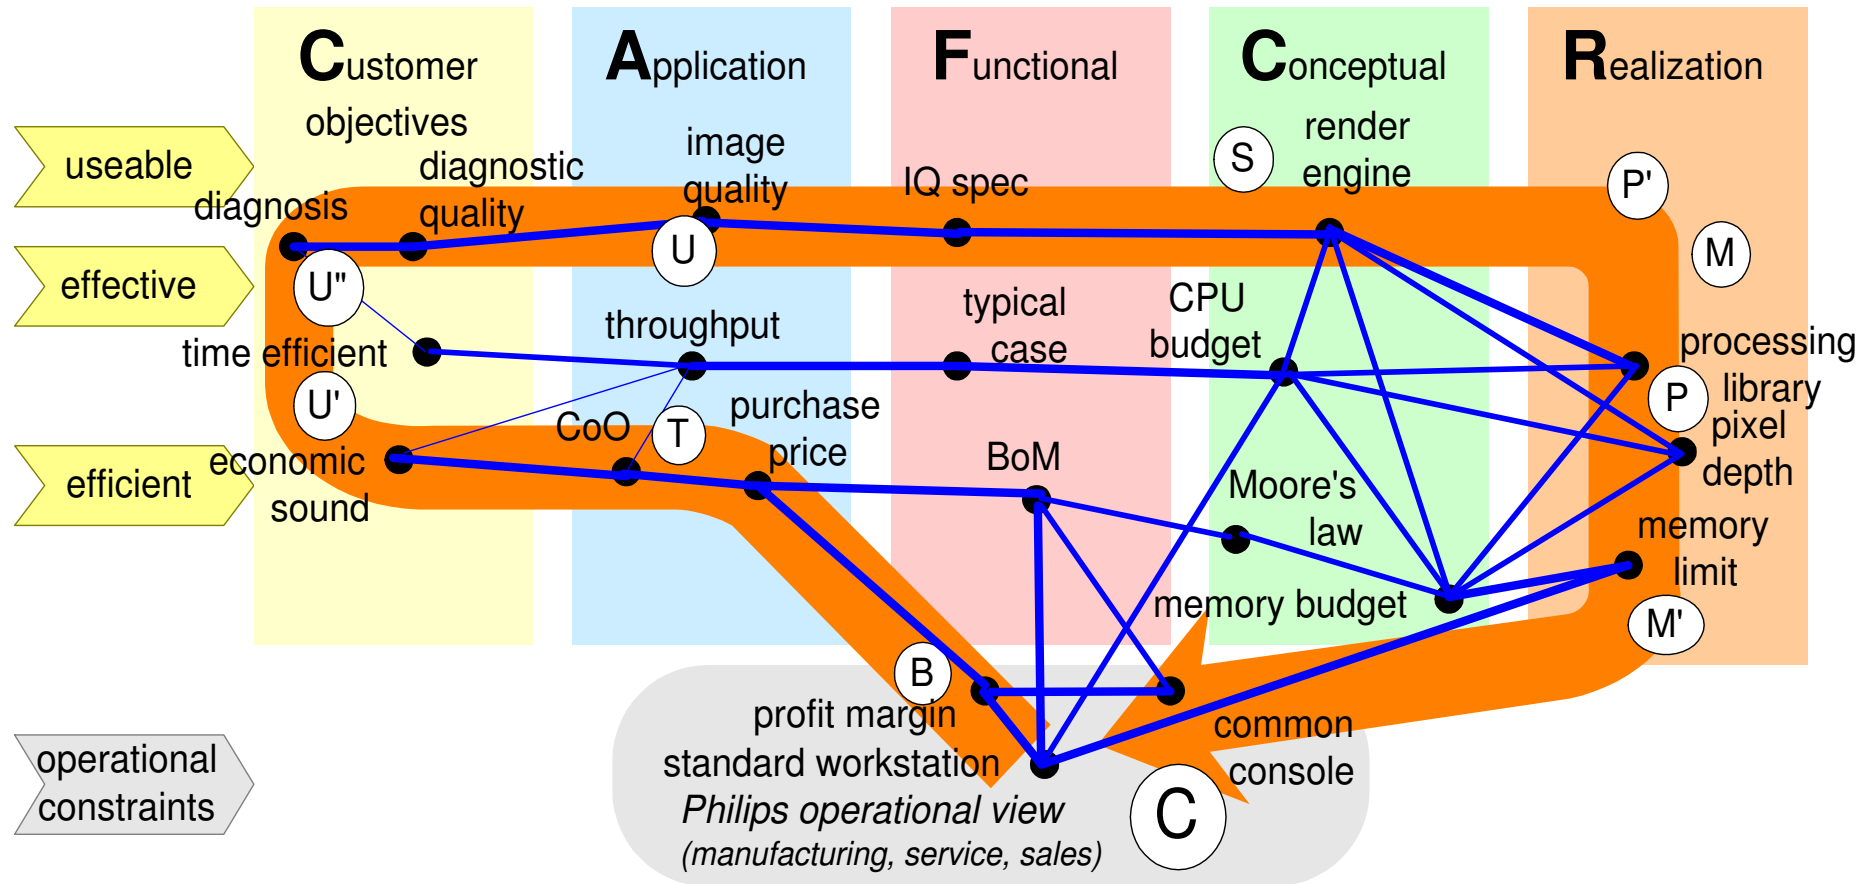 Customer
objectives
Application
Functional
Conceptual
Realization
useable
effective
efficient
operational
constraints
diagnosis
diagnostic
quality
image
quality
IQ spec
S
render
engine
P'
M
U"
U
time efficient
throughput
typical
case
CPU
budget
processing
library
P
pixel
depth
U'
economic
sound
CoO
T
purchase
price
BoM
Moore's
law
memory
limit
memory budget
M'
B
profit margin
standard workstation
common
console
Philips operational view
(manufacturing, service, sales)
C